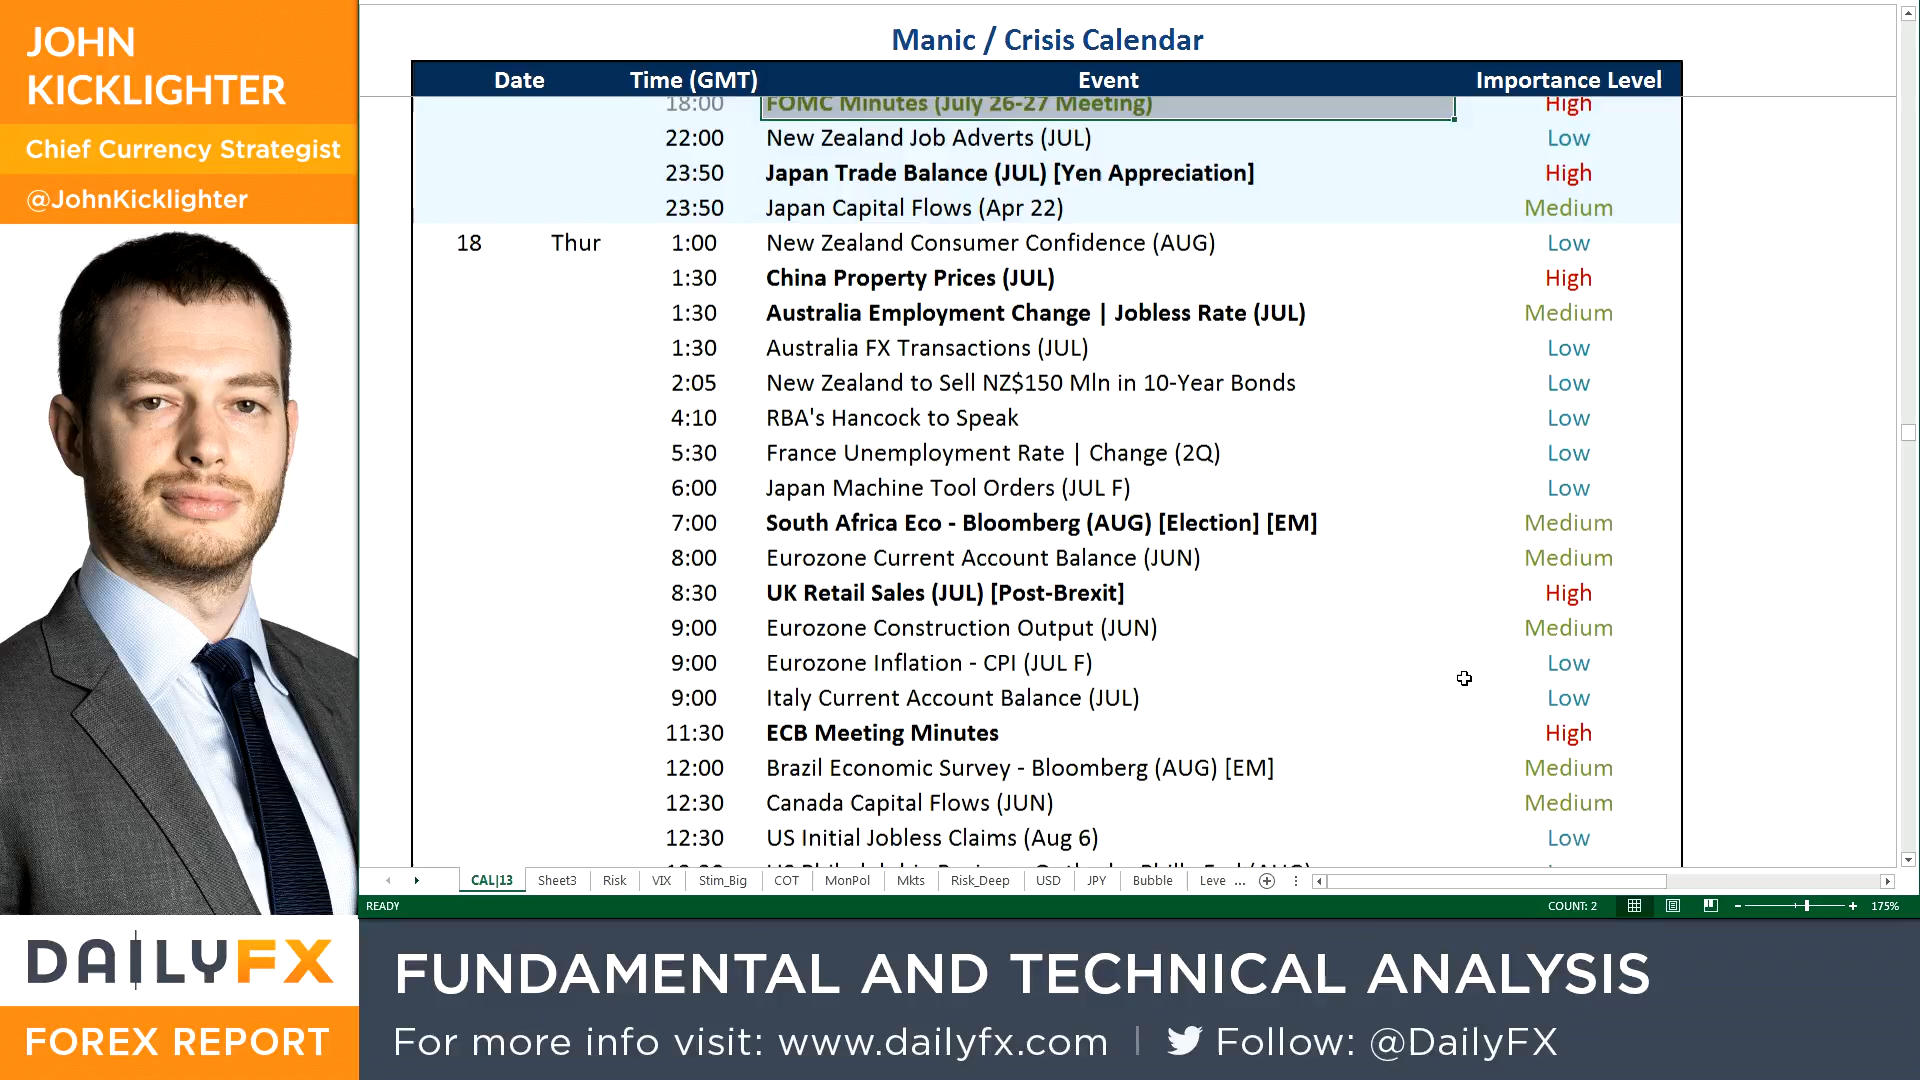 JOHN
KICKLIGHTER
Chief Currency Strategist
@JohnKicklighter
Manic / Crisis Calendar
Date Time (GMT) Event Importance Level
18:00 FOMC Minutes (July 26-27 Meeting) High
22:00 New Zealand Job Adverts (JUL) Low
23:50 Japan Trade Balance (JUL) [Yen Appreciation] High
23:50 Japan Capital Flows (Apr 22) Medium
18 Thur 1:00 New Zealand Consumer Confidence (AUG) Low
1:30 China Property Prices (JUL) High
1:30 Australia Employment Change | Jobless Rate (JUL) Medium
1:30 Australia FX Transactions (JUL) Low
2:05 New Zealand to Sell NZ$150 Mln in 10-Year Bonds Low
4:10 RBA's Hancock to Speak Low
5:30 France Unemployment Rate | Change (2Q) Low
6:00 Japan Machine Tool Orders (JUL F) Low
7:00 South Africa Eco - Bloomberg (AUG) [Election] [EM] Medium
8:00 Eurozone Current Account Balance (JUN) Medium
8:30 UK Retail Sales (JUL) [Post-Brexit] High
9:00 Eurozone Construction Output (JUN) Medium
9:00 Eurozone Inflation - CPI (JUL F) Low
9:00 Italy Current Account Balance (JUL) Low
11:30 ECB Meeting Minutes High
12:00 Brazil Economic Survey - Bloomberg (AUG) [EM] Medium
12:30 Canada Capital Flows (JUN) Medium
12:30 US Initial Jobless Claims (Aug 6) Low
CAL|13 Sheet3 Risk VIX Stim_Big COT MonPol Mkts Risk_Deep USD JPY Bubble Leve ...
READY COUNT: 2 175%
DAILYFX
FOREX REPORT
FUNDAMENTAL AND TECHNICAL ANALYSIS
For more info visit: www.dailyfx.com | Follow: @DailyFX